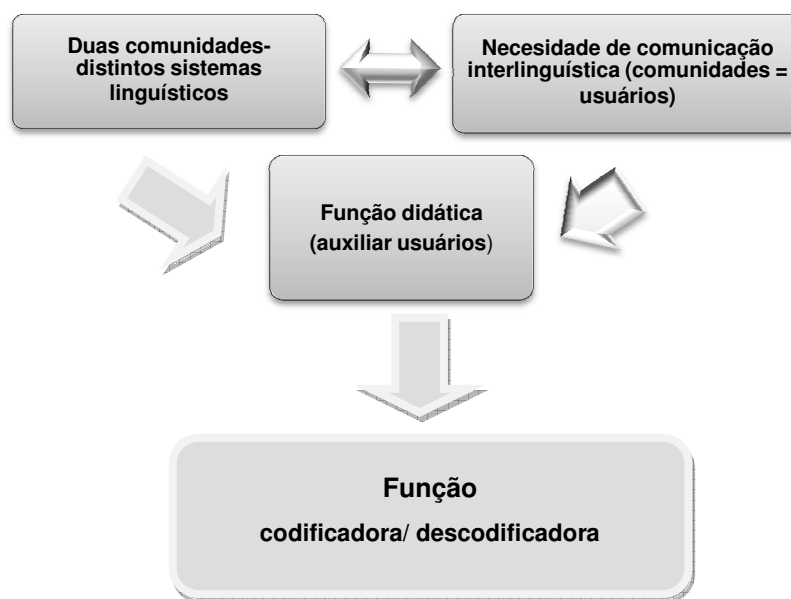 Duas comunidades-
distintos sistemas
linguísticos
Necesidade de comunicação
interlinguística (comunidades =
usuários)
Função didática
(auxiliar usuários)
Função
codificadora/ descodificadora